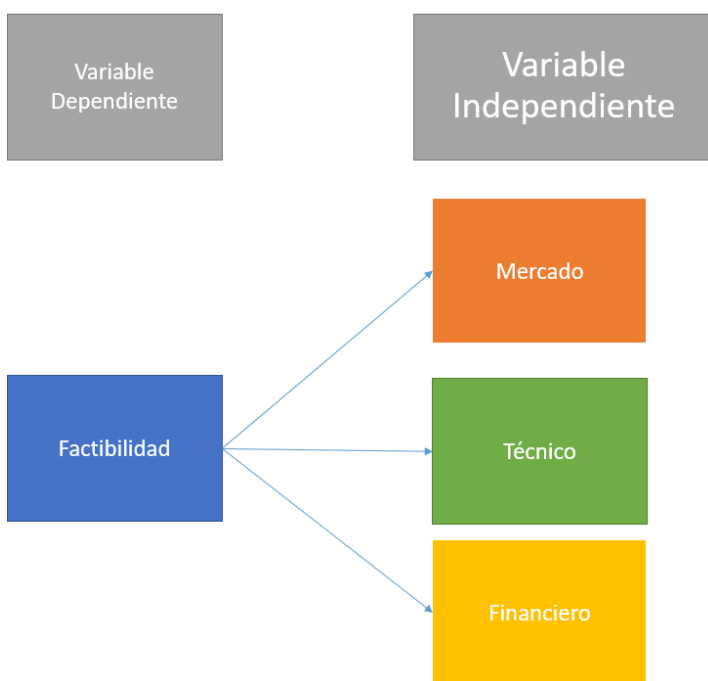 Variable
Dependiente
Variable
Independiente
Mercado
Factibilidad
Técnico
Financiero